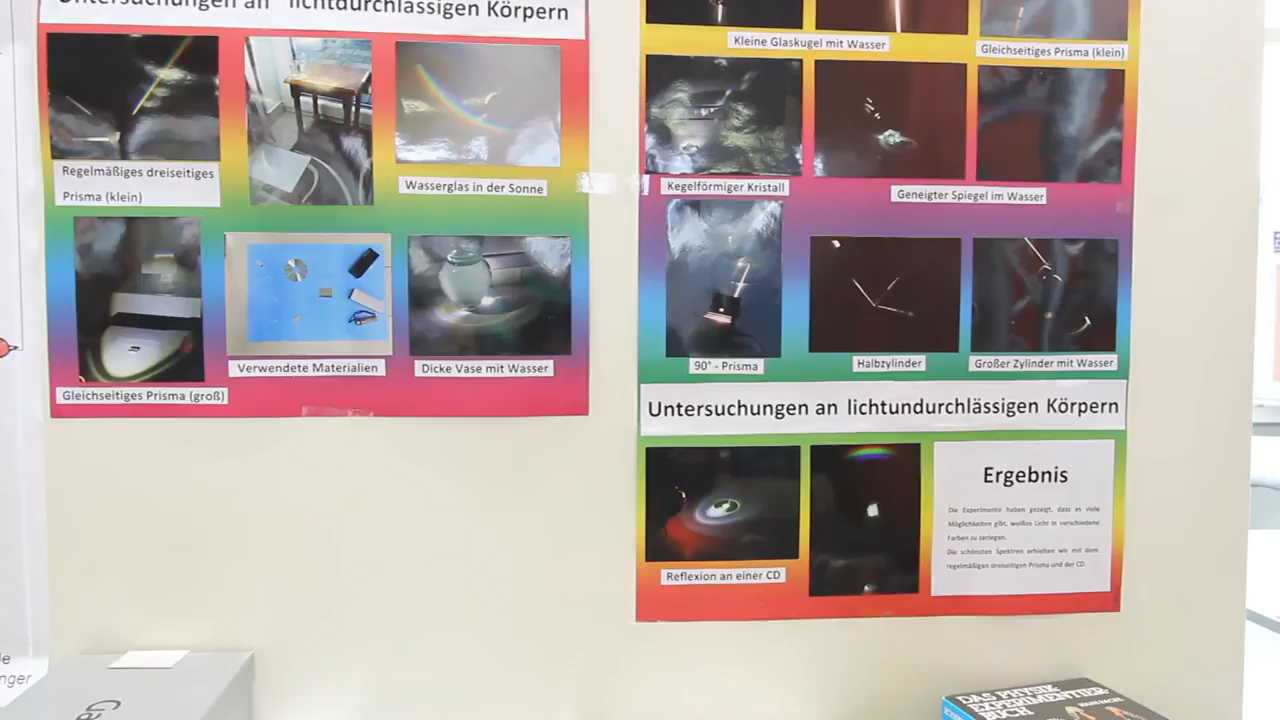 Untersuchungen an lichtdurchlässigen Körpern
Regelmäßiges dreiseitiges
Prisma (klein)
Wasserglas in der Sonne
Gleichseitiges Prisma (groß)
Verwendete Materialien
Dicke Vase mit Wasser
Kleine Glaskugel mit Wasser
Gleichseitiges Prisma (klein)
Kegelförmiger Kristall
Geneigter Spiegel im Wasser
90° - Prisma
Halbzylinder
Großer Zylinder mit Wasser
Untersuchungen an lichtundurchlässigen Körpern
Reflexion an einer CD
Ergebnis
Die Experimente haben gezeigt, dass es viele
Möglichkeiten gibt, weißes Licht in verschiedene
Farben zu zerlegen.
Die schönsten Spektren erhielten wir mit dem
regelmäßigen dreiseitigen Prisma und der CD.
DAS PHYSIK
EXPERIMENTIER-
BUCH